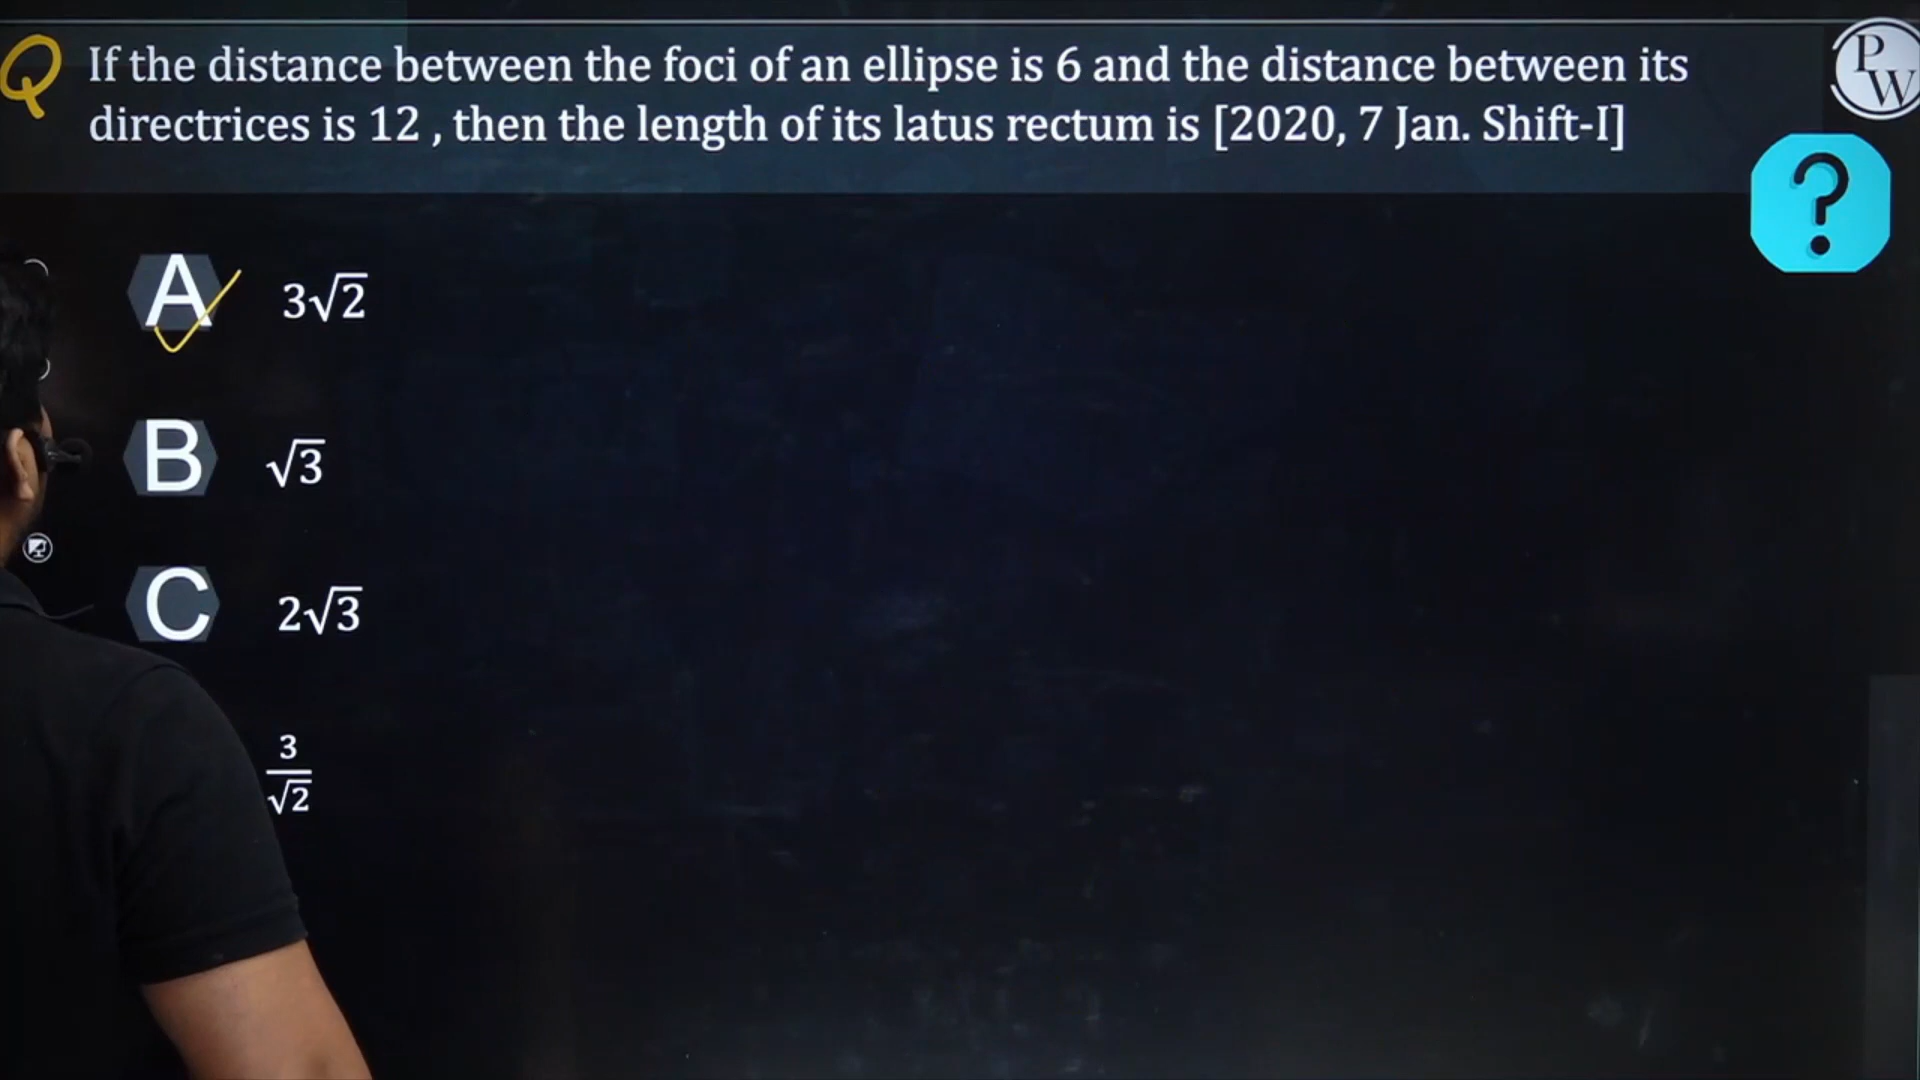 Q If the distance between the foci of an ellipse is 6 and the distance between its
directrices is 12 , then the length of its latus rectum is [2020, 7 Jan. Shift-I]
PW
?
A 3√2
B √3
C 2√3
3/√2